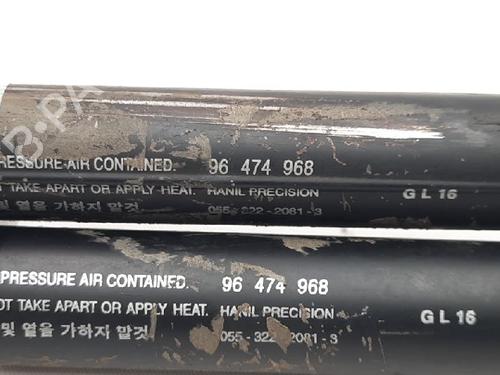 PRESSURE AIR CONTAINED. 96 474 968
TAKE APART OR APPLY HEAT. HANIL PRECISION GL 16
및 열을 가하지 말것 055-322-2081-3
PRESSURE AIR CONTAINED. 96 474 968
TAKE APART OR APPLY HEAT. HANIL PRECISION GL 16
및 열을 가하지 말것 055-322-2081-3